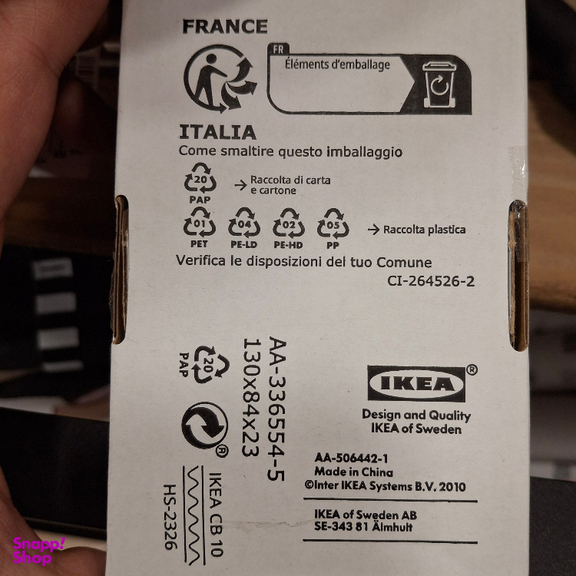 FRANCE
FR
Éléments d'emballage
ITALIA
Come smaltire questo imballaggio
20
PAP
→ Raccolta di carta
e cartone
01
PET
04
PE-LD
02
PE-HD
05
PP
→ Raccolta plastica
Verifica le disposizioni del tuo Comune
CI-264526-2
20
PAP
AA-336554-5
130x84x23
IKEA CB 10
HS-2326
IKEA®
Design and Quality
IKEA of Sweden
AA-506442-1
Made in China
©Inter IKEA Systems B.V. 2010
IKEA of Sweden AB
SE-343 81 Älmhult
Snapp!
Shop